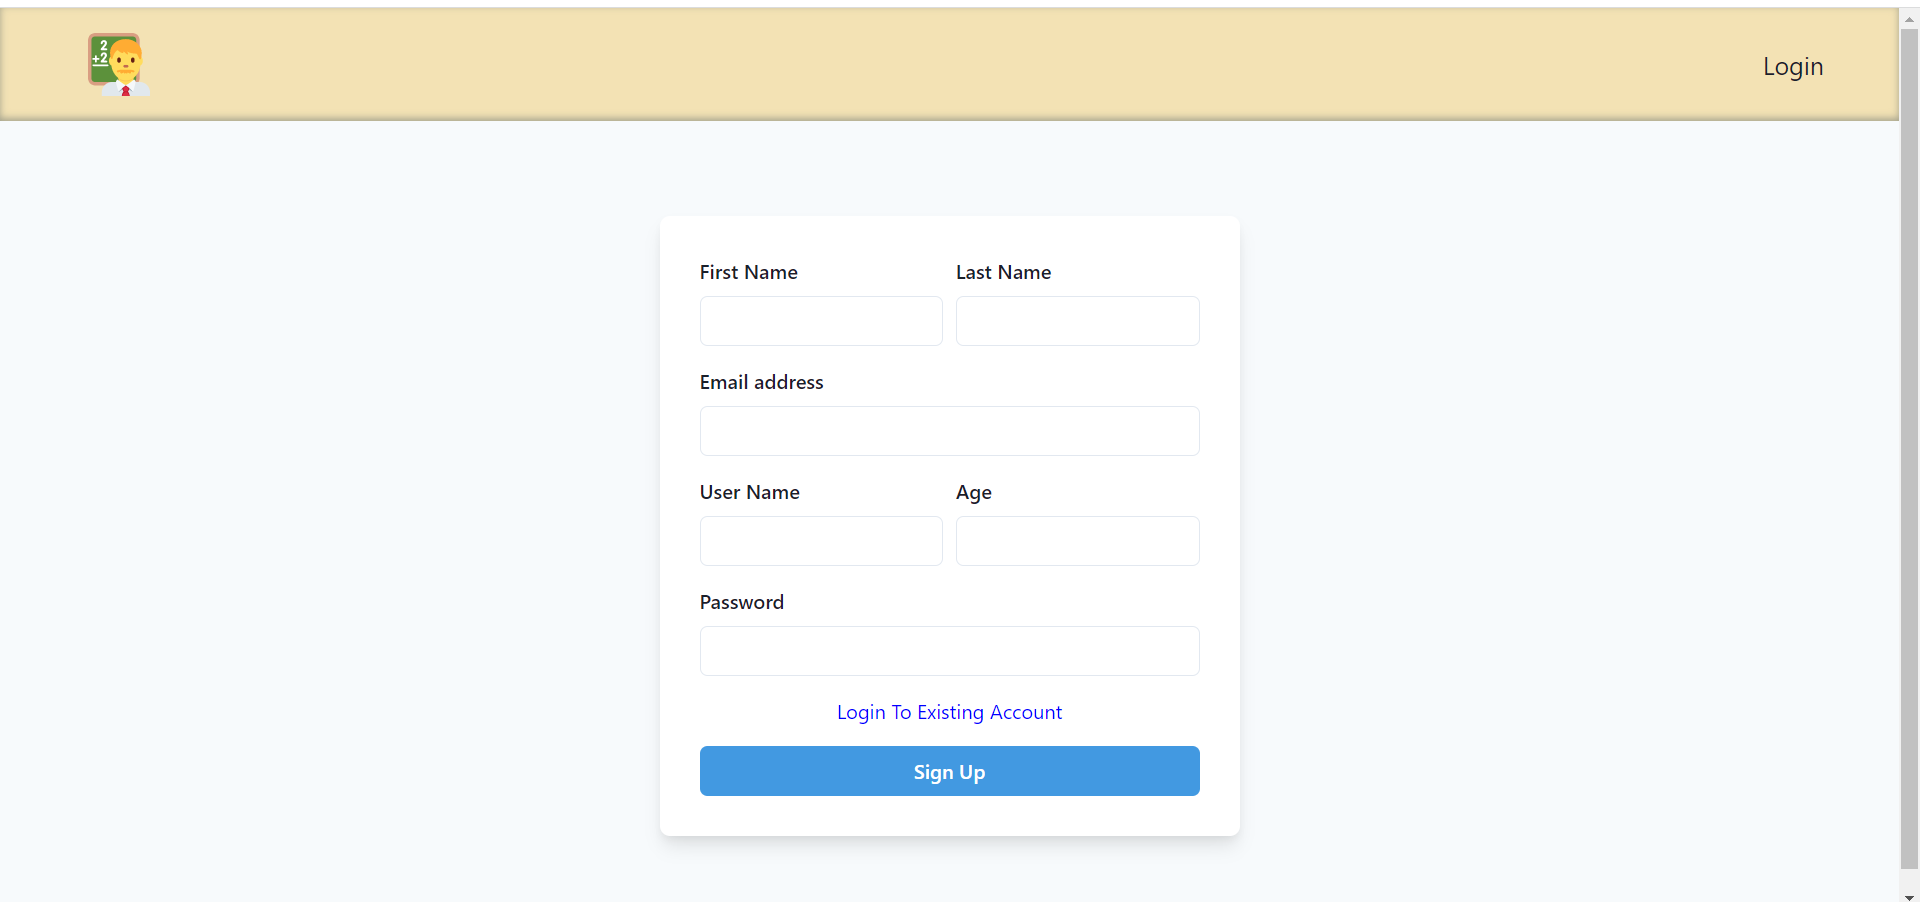 2
+2
Login
First Name
Last Name
Email address
User Name
Age
Password
Login To Existing Account
Sign Up